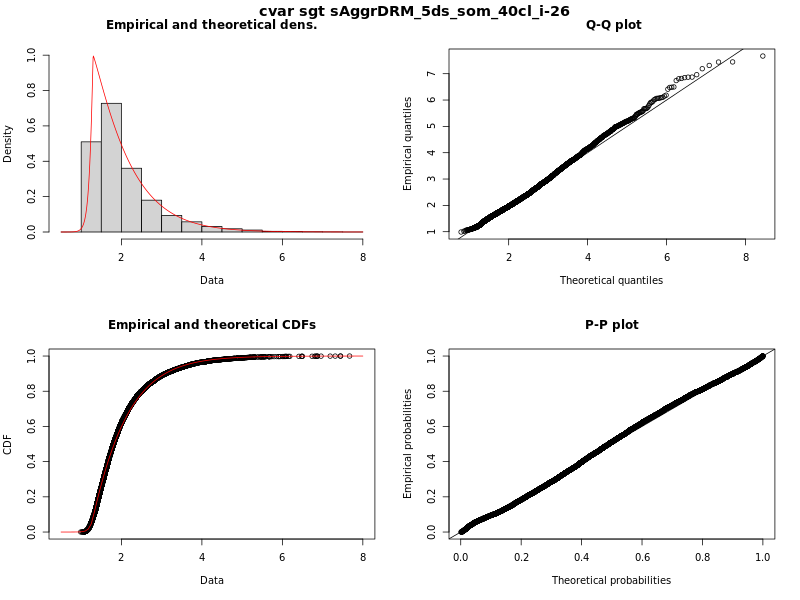 cvar sgt sAggrDRM_5ds_som_40cl_i-26
Empirical and theoretical dens.
Density
0.0 0.2 0.4 0.6 0.8 1.0
2 4 6 8
Data
Q-Q plot
Empirical quantiles
1 2 3 4 5 6 7
2 4 6 8
Theoretical quantiles
Empirical and theoretical CDFs
CDF
0.0 0.2 0.4 0.6 0.8 1.0
2 4 6 8
Data
P-P plot
Empirical probabilities
0.0 0.2 0.4 0.6 0.8 1.0
0.0 0.2 0.4 0.6 0.8 1.0
Theoretical probabilities